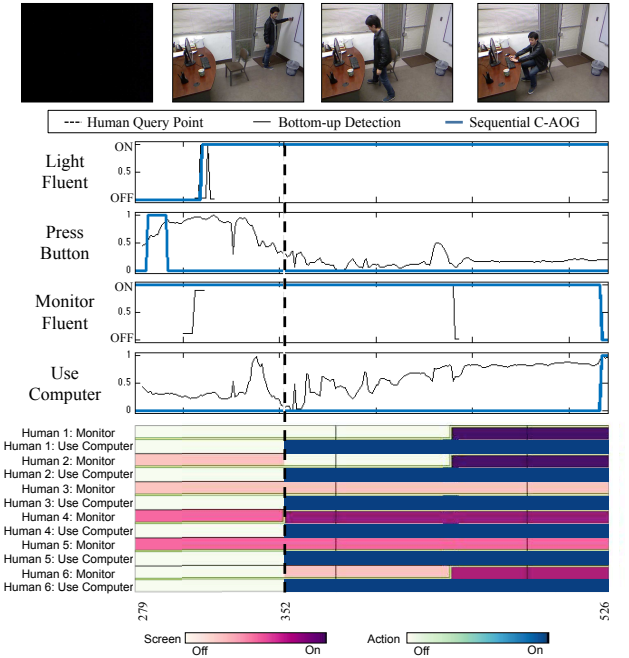 Human Query Point Bottom-up Detection Sequential C-AOG
Light
Fluent
ON
0.5
OFF
Press
Button
1
0.5
0
Monitor
Fluent
ON
0.5
OFF
Use
Computer
1
0.5
0
Human 1: Monitor
Human 1: Use Computer
Human 2: Monitor
Human 2: Use Computer
Human 3: Monitor
Human 3: Use Computer
Human 4: Monitor
Human 4: Use Computer
Human 5: Monitor
Human 5: Use Computer
Human 6: Monitor
Human 6: Use Computer
279 352 526
Screen Off On
Action Off On